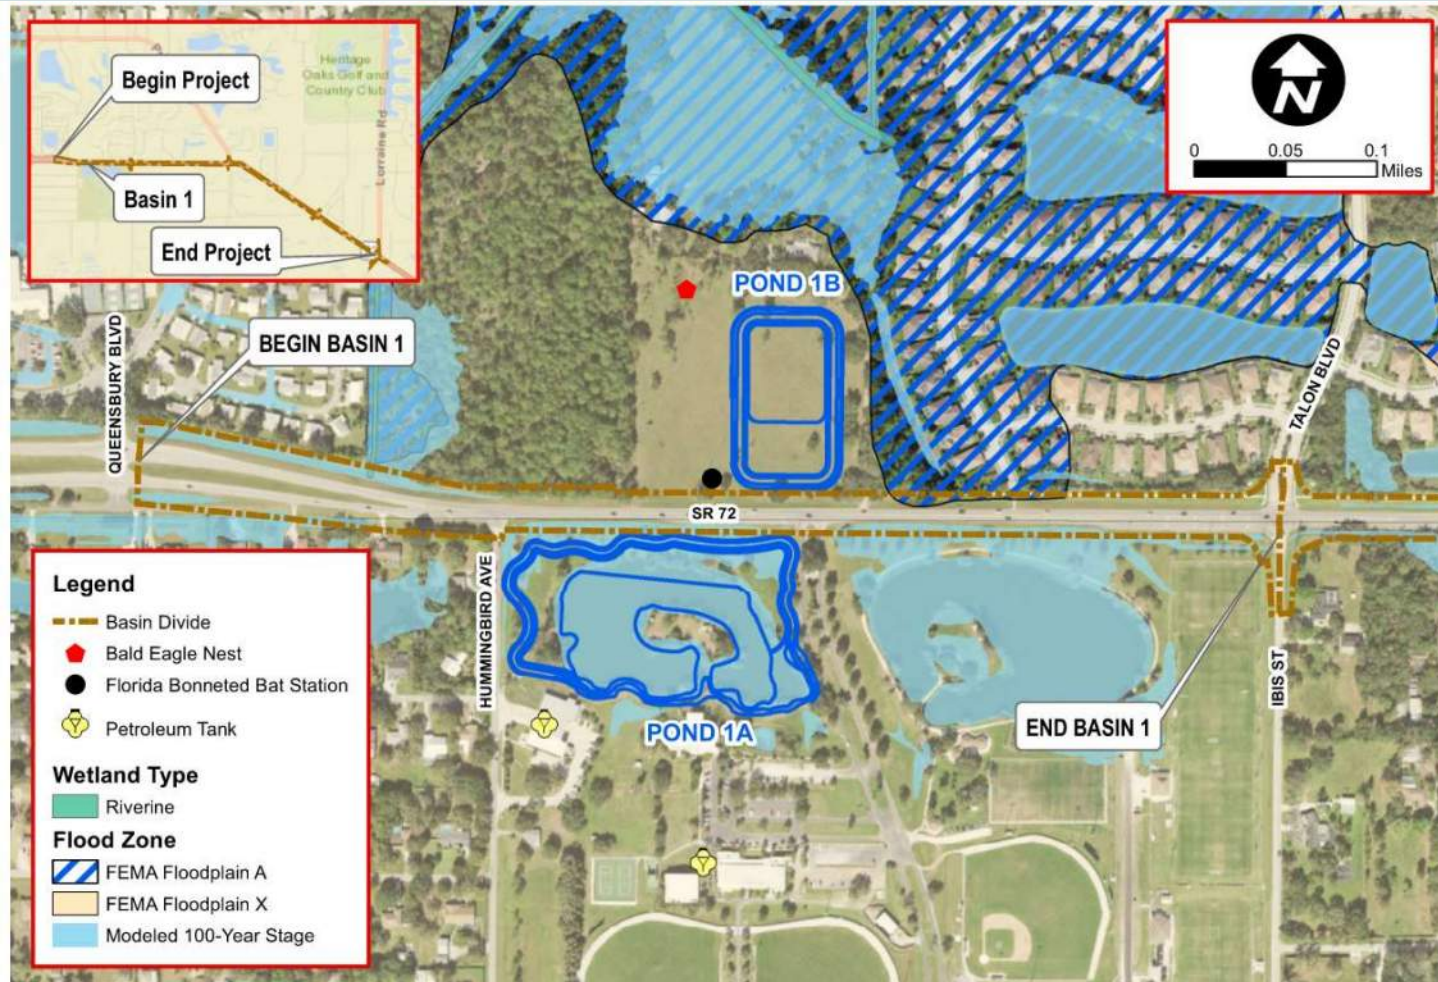 Begin Project
Heritage
Oaks Golf and
Country Club
Lorraine Rd
Basin 1
End Project
N
0 0.05 0.1
Miles
POND 1B
BEGIN BASIN 1
QUEENSBURY BLVD
TALON BLVD
SR 72
HUMMINGBIRD AVE
IBIS ST
POND 1A
END BASIN 1
Legend
Basin Divide
Bald Eagle Nest
Florida Bonneted Bat Station
Petroleum Tank
Wetland Type
Riverine
Flood Zone
FEMA Floodplain A
FEMA Floodplain X
Modeled 100-Year Stage